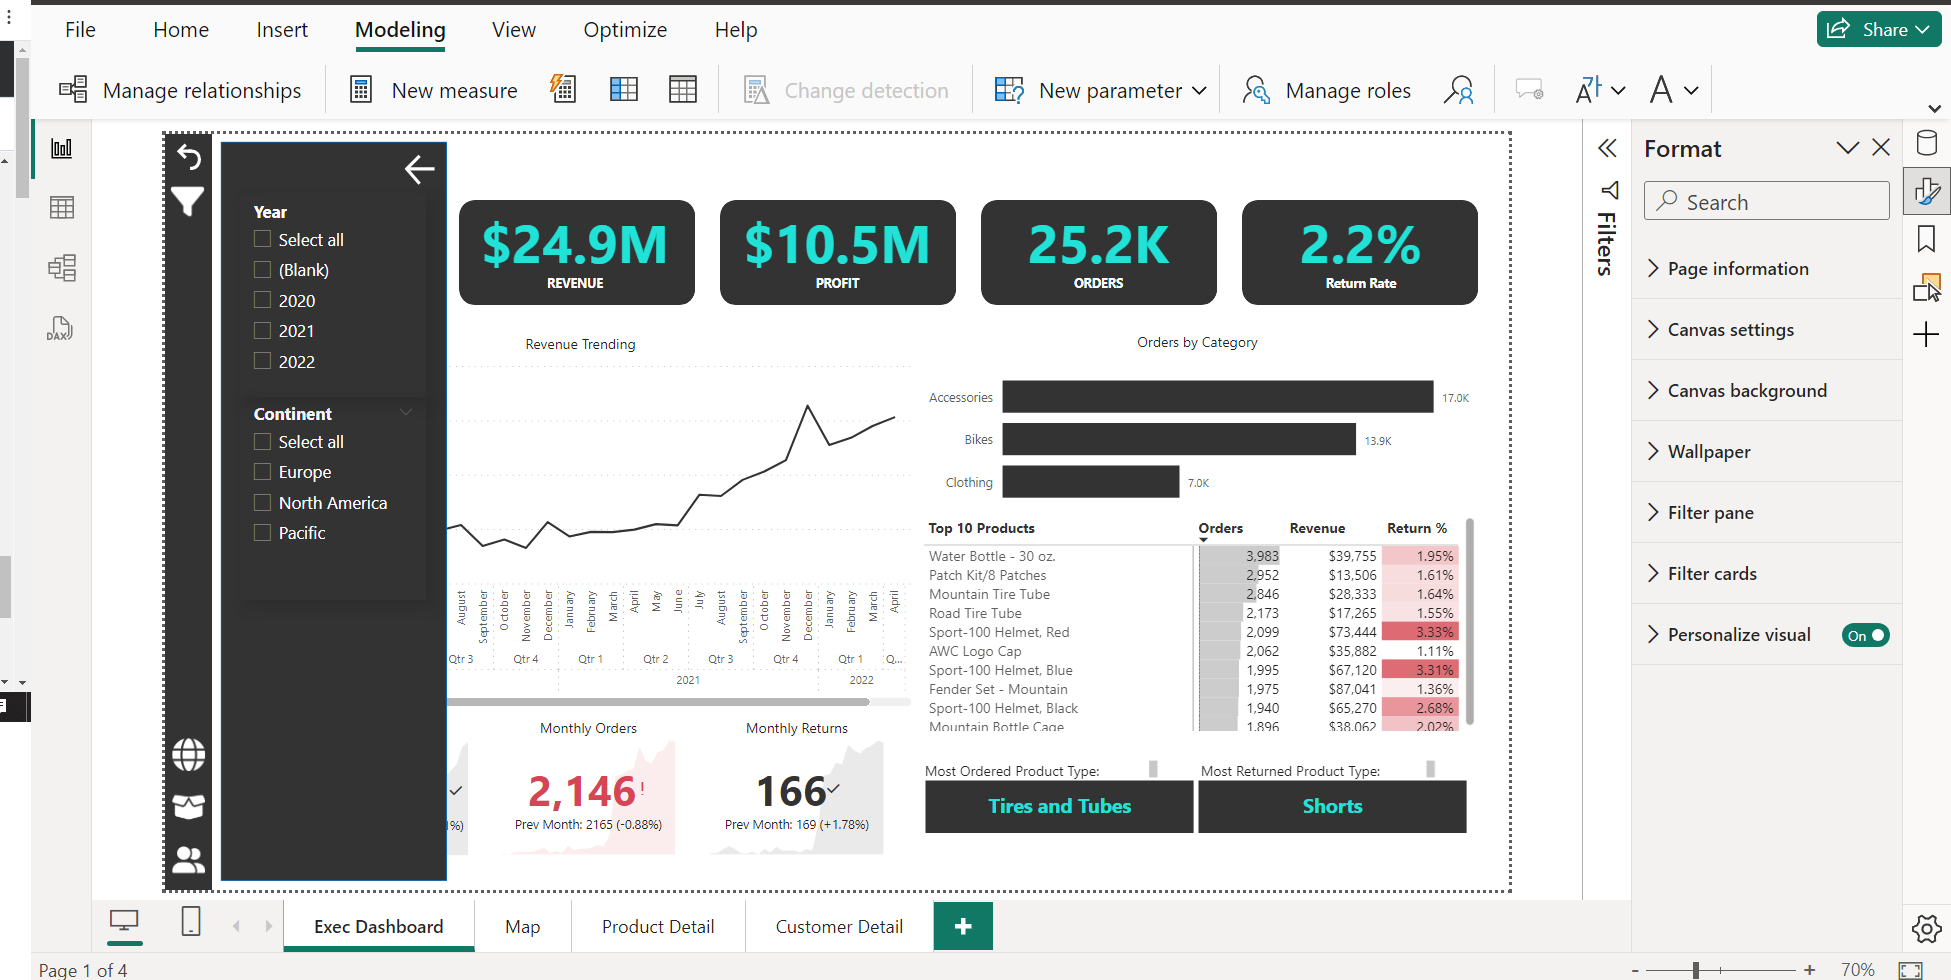 File Home Insert Modeling View Optimize Help Share
Manage relationships New measure Change detection New parameter Manage roles
Format
Search
Page information
Canvas settings
Canvas background
Wallpaper
Filter pane
Filter cards
Personalize visual On
Filters
DAX
Year
Select all
(Blank)
2020
2021
2022
Continent
Select all
Europe
North America
Pacific
$24.9M
REVENUE
$10.5M
PROFIT
25.2K
ORDERS
2.2%
Return Rate
Revenue Trending
August September October November December January February March April May June July August September October November December January February March April
Qtr 3 Qtr 4 Qtr 1 Qtr 2 Qtr 3 Qtr 4 Qtr 1 Q...
2021 2022
Orders by Category
Accessories 17.0K
Bikes 13.9K
Clothing 7.0K
Top 10 Products Orders Revenue Return %
Water Bottle - 30 oz. 3,983 $39,755 1.95%
Patch Kit/8 Patches 2,952 $13,506 1.61%
Mountain Tire Tube 2,846 $28,333 1.64%
Road Tire Tube 2,173 $17,265 1.55%
Sport-100 Helmet, Red 2,099 $73,444 3.33%
AWC Logo Cap 2,062 $35,882 1.11%
Sport-100 Helmet, Blue 1,995 $67,120 3.31%
Fender Set - Mountain 1,975 $87,041 1.36%
Sport-100 Helmet, Black 1,940 $65,270 2.68%
Mountain Bottle Cage 1,896 $38,062 2.02%
%)
Monthly Orders
2,146!
Prev Month: 2165 (-0.88%)
Monthly Returns
166
Prev Month: 169 (+1.78%)
Most Ordered Product Type:
Tires and Tubes
Most Returned Product Type:
Shorts
Exec Dashboard Map Product Detail Customer Detail +
Page 1 of 4
- + 70%